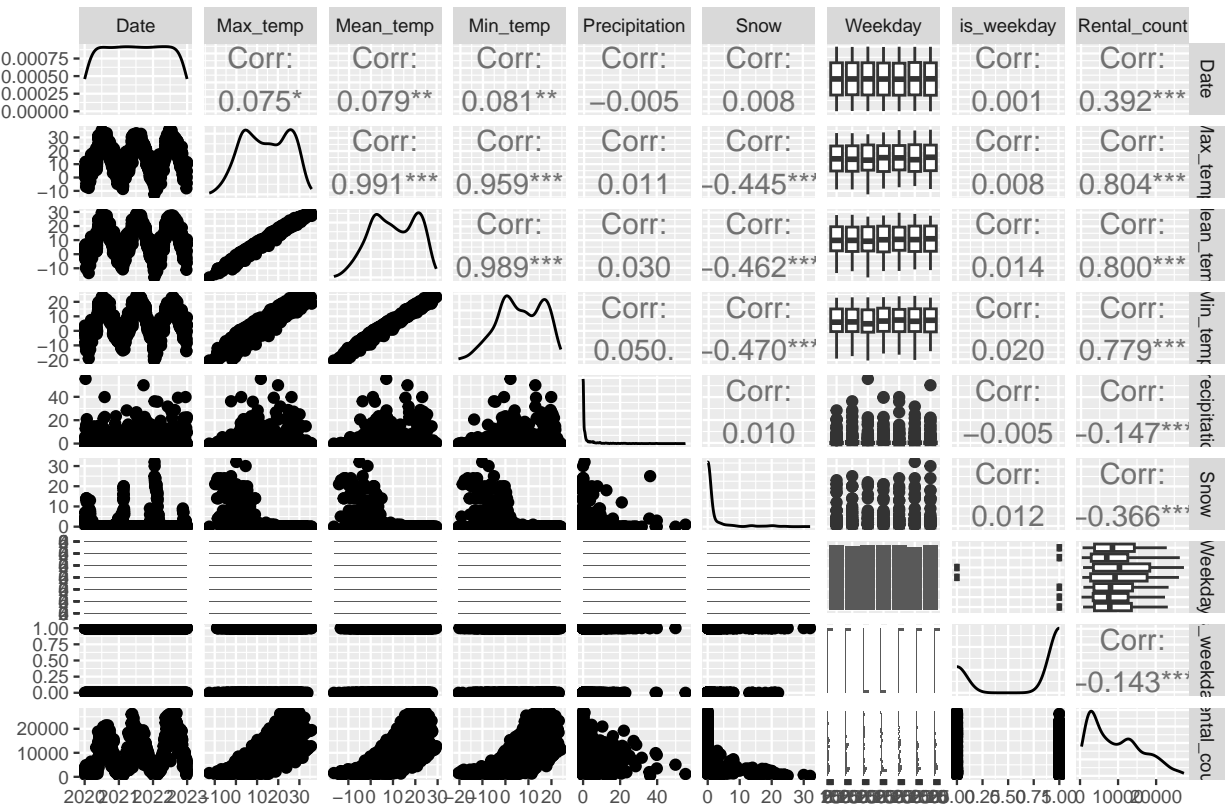 Date Max_temp Mean_temp Min_temp Precipitation Snow Weekday is_weekday Rental_count
0.00075
0.00050
0.00025
0.00000
Corr: Corr: Corr: Corr: Corr: Corr: Corr:
0.075* 0.079** 0.081** −0.005 0.008 0.001 0.392***
Date
30
20
10
0
−10
Corr: Corr: Corr: Corr: Corr: Corr:
0.991*** 0.959*** 0.011 −0.445*** 0.008 0.804***
30
20
10
0
−10
Corr: Corr: Corr: Corr: Corr:
0.989*** 0.030 −0.462*** 0.014 0.800***
20
10
0
−10
−20
Corr: Corr: Corr: Corr:
0.050. −0.470*** 0.020 0.779***
40
20
0
Corr: Corr: Corr:
0.010 −0.005 −0.147***
30
20
10
0
Corr: Corr:
0.012 −0.366***
Snow
Weekday
1.00
0.75
0.50
0.25
0.00
Corr:
−0.143***
20000
10000
0
2020 2021 2022 2023
0 20 40
0 10 20 30